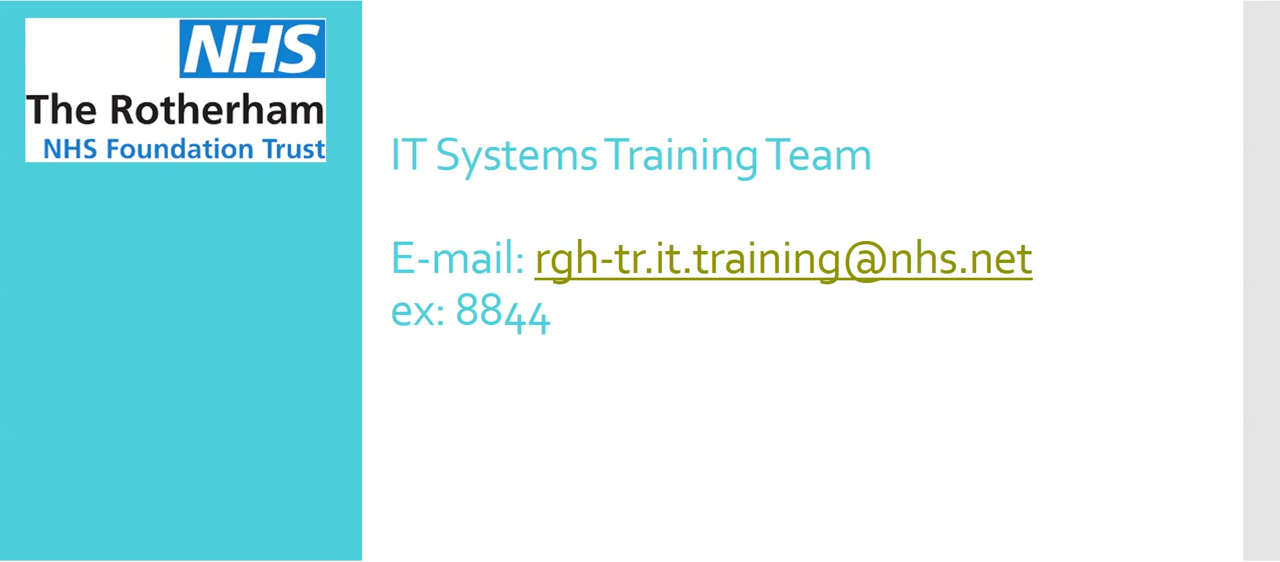 NHS
The Rotherham
NHS Foundation Trust
IT Systems Training Team
E-mail: rgh-tr.it.training@nhs.net
ex: 8844